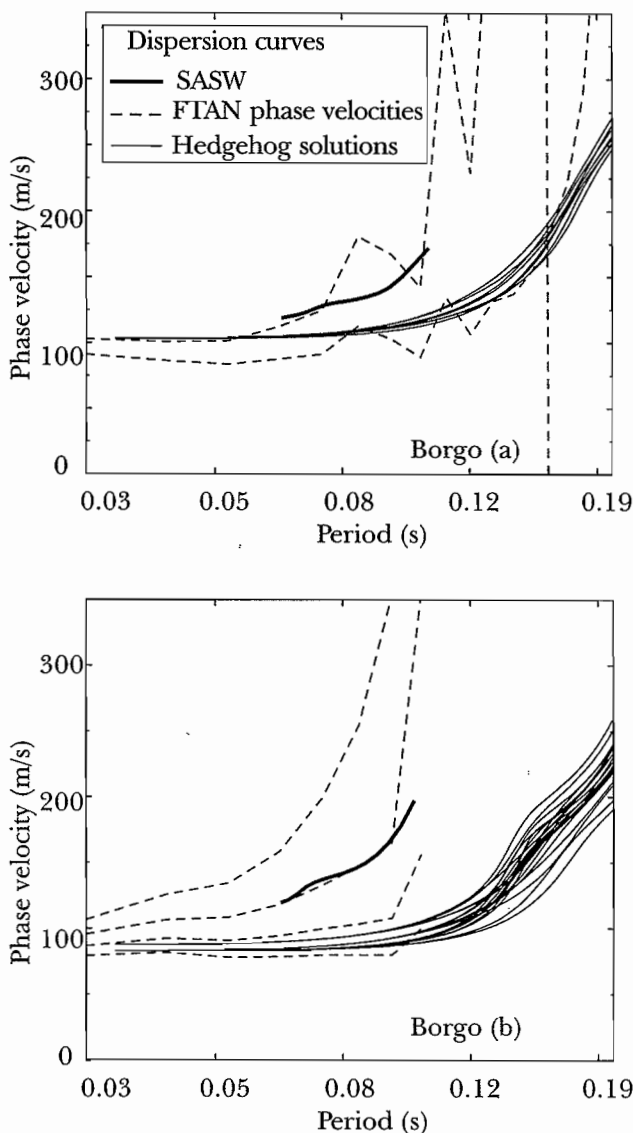 Dispersion curves
SASW
FTAN phase velocities
Hedgehog solutions
300
200
100
0
Phase velocity (m/s)
Borgo (a)
0.03 0.05 0.08 0.12 0.19
Period (s)
300
200
100
0
Phase velocity (m/s)
Borgo (b)
0.03 0.05 0.08 0.12 0.19
Period (s)